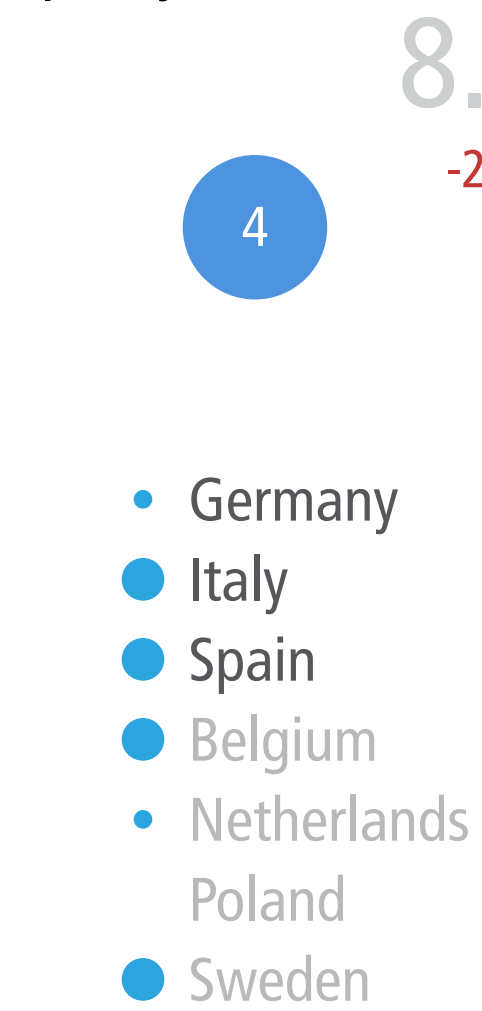 8.
-2
4
Germany
Italy
Spain
Belgium
Netherlands
Poland
Sweden